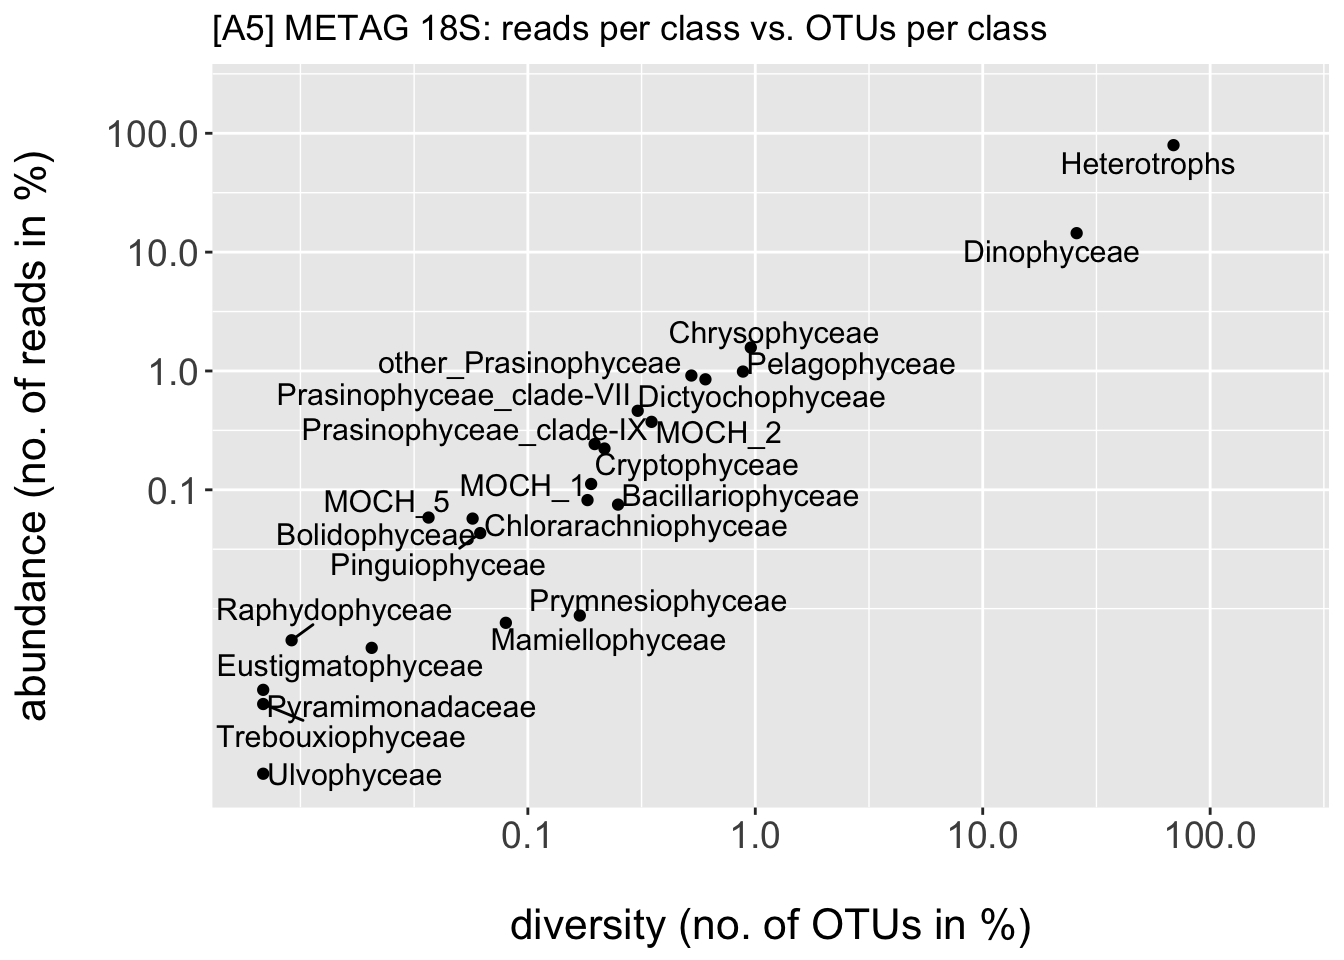 [A5] METAG 18S: reads per class vs. OTUs per class
abundance (no. of reads in %)
100.0
10.0
1.0
0.1
Heterotrophs
Dinophyceae
Chrysophyceae
other_Prasinophyceae
Pelagophyceae
Prasinophyceae_clade-VII
Dictyochophyceae
Prasinophyceae_clade-IX
MOCH_2
Cryptophyceae
MOCH_1
Bacillariophyceae
MOCH_5
Chlorarachniophyceae
Bolidophyceae
Pinguiophyceae
Prymnesiophyceae
Raphydophyceae
Mamiellophyceae
Eustigmatophyceae
Pyramimonadaceae
Trebouxiophyceae
Ulvophyceae
0.1
1.0
10.0
100.0
diversity (no. of OTUs in %)